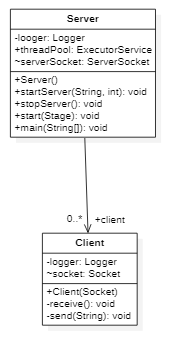 Server
-looger: Logger
+threadPool: ExecutorService
~serverSocket: ServerSocket
+Server()
+startServer(String, int): void
+stopServer(): void
+start(Stage): void
+main(String[]): void
0..* +client
Client
-logger: Logger
~socket: Socket
+Client(Socket)
-receive(): void
-send(String): void